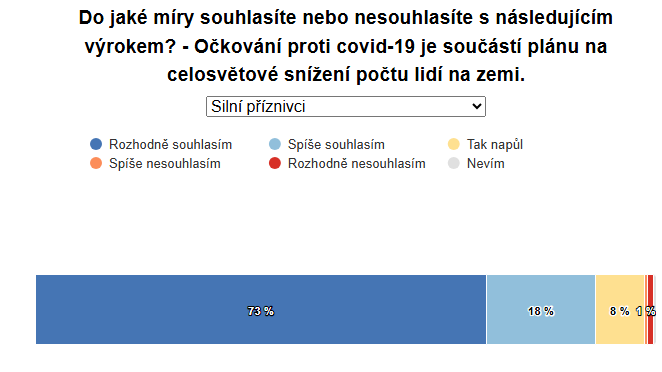 Do jaké míry souhlasíte nebo nesouhlasíte s následujícím
výrokem? - Očkování proti covid-19 je součástí plánu na
celosvětové snížení počtu lidí na zemi.
Silní příznivci
Rozhodně souhlasím Spíše souhlasím Tak napůl
Spíše nesouhlasím Rozhodně nesouhlasím Nevím
73 % 18 % 8 % 1 %